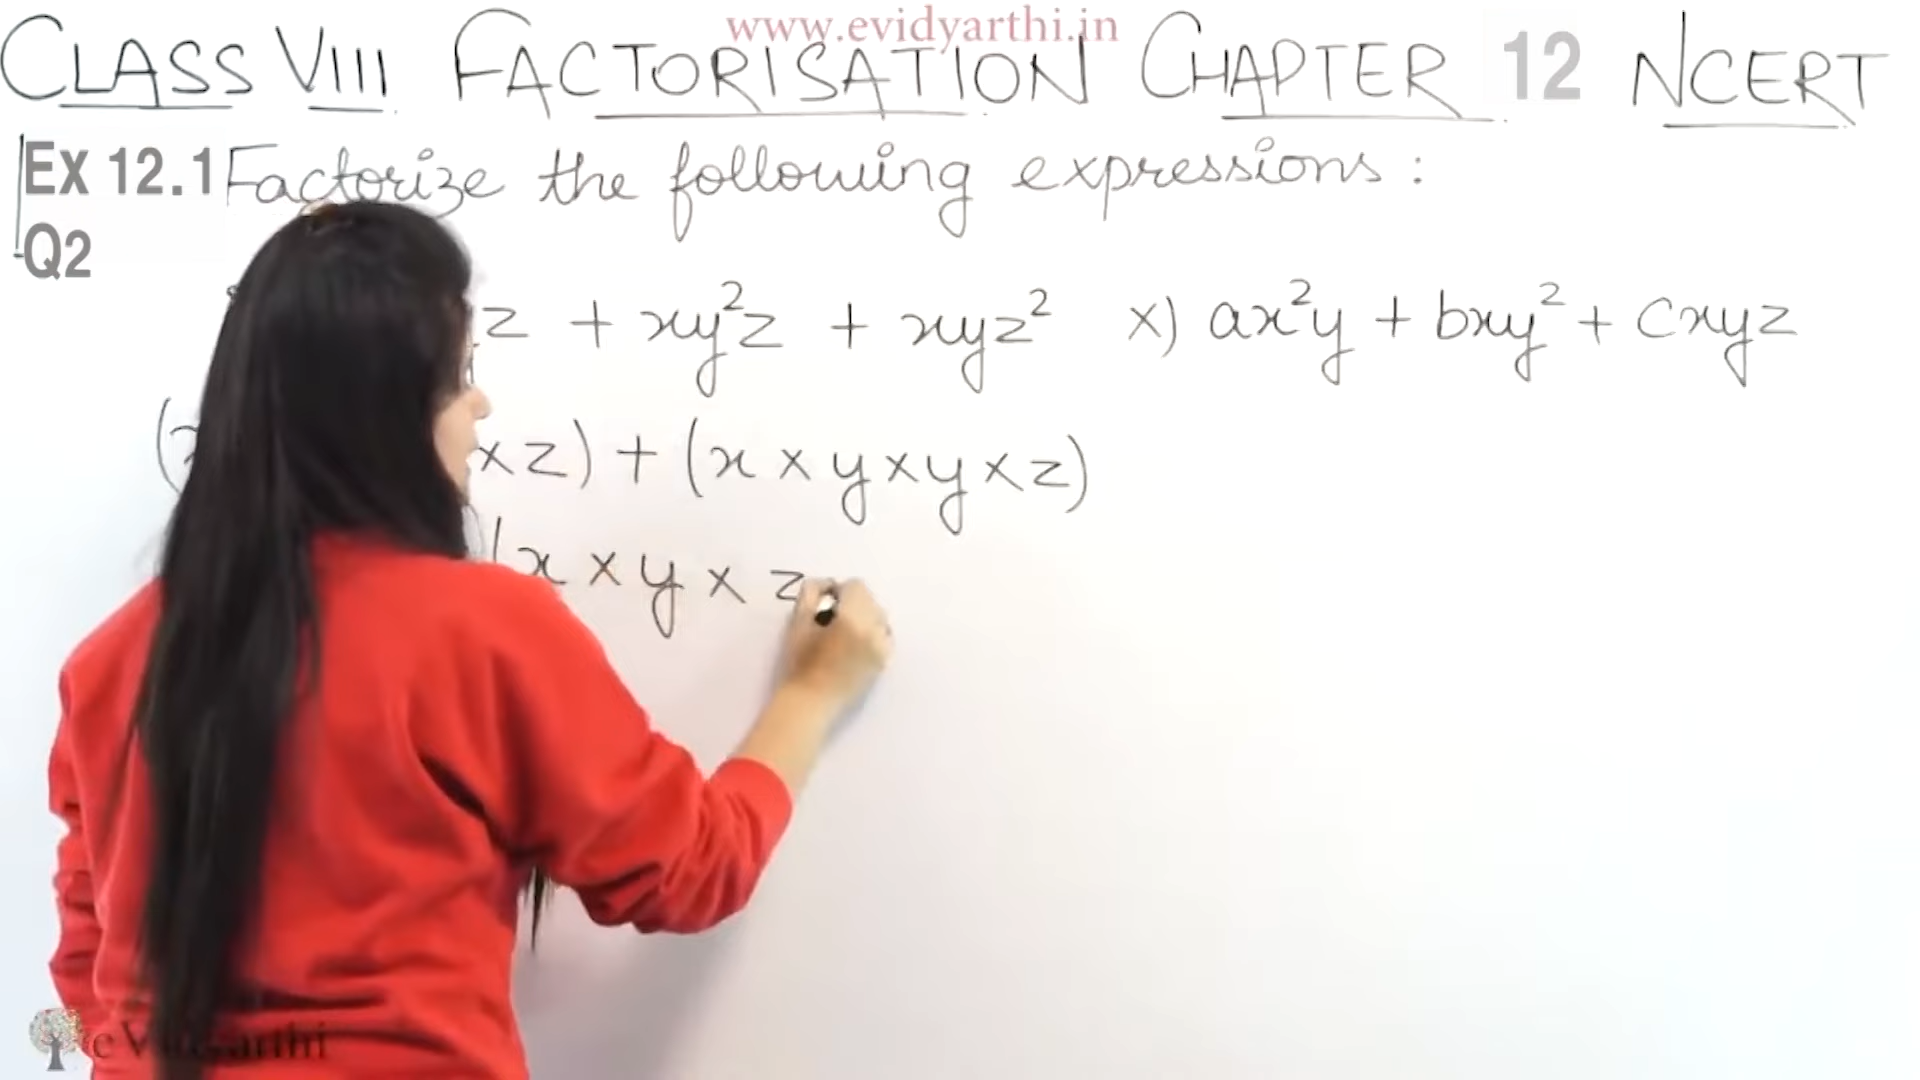 www.evidyarthi.in
CLASS VIII FACTORISATION CHAPTER 12 NCERT
Ex 12.1 Factorize the following expressions :
Q2
z + xy²z + xyz² x) ax²y + bxy² + cxyz
( × z) + (x × y × y × z)
(x × y × z